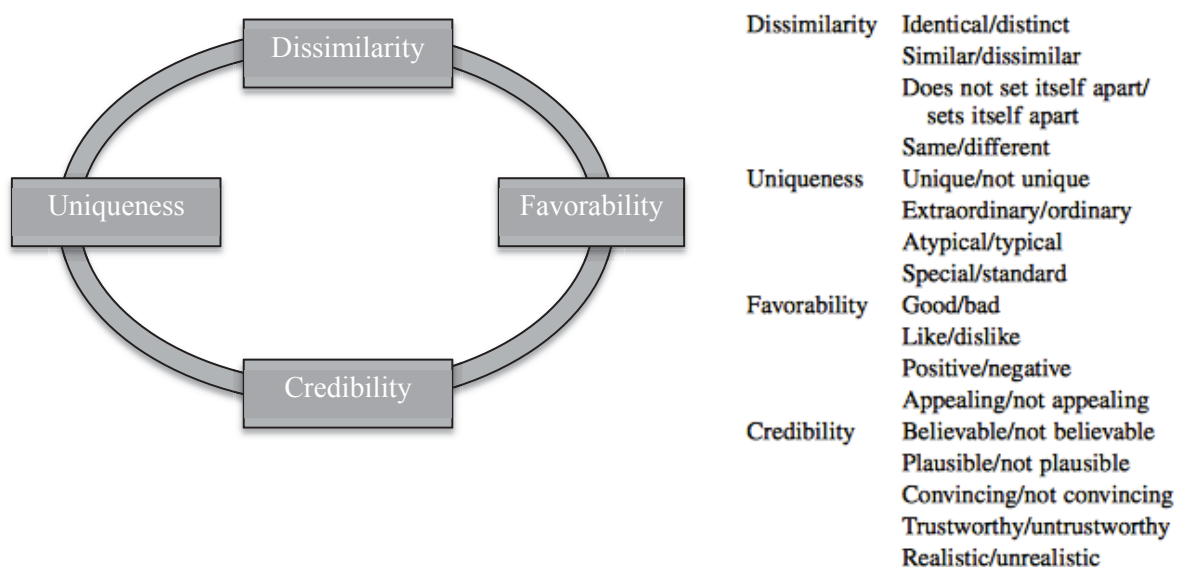 Dissimilarity
Uniqueness
Favorability
Credibility
Dissimilarity Identical/distinct
Similar/dissimilar
Does not set itself apart/
sets itself apart
Same/different
Uniqueness Unique/not unique
Extraordinary/ordinary
Atypical/typical
Special/standard
Favorability Good/bad
Like/dislike
Positive/negative
Appealing/not appealing
Credibility Believable/not believable
Plausible/not plausible
Convincing/not convincing
Trustworthy/untrustworthy
Realistic/unrealistic